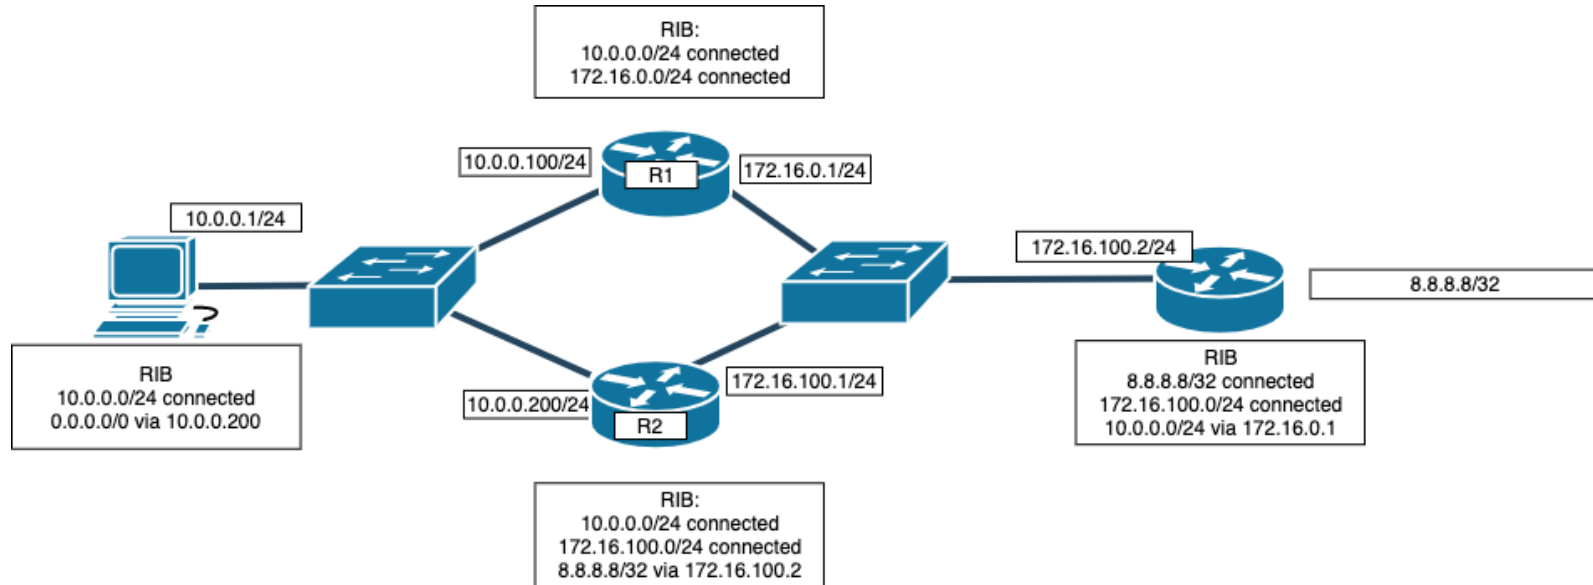 RIB:
10.0.0.0/24 connected
172.16.0.0/24 connected
10.0.0.100/24
R1
172.16.0.1/24
10.0.0.1/24
172.16.100.2/24
8.8.8.8/32
RIB
10.0.0.0/24 connected
0.0.0.0/0 via 10.0.0.200
10.0.0.200/24
R2
172.16.100.1/24
RIB
8.8.8.8/32 connected
172.16.100.0/24 connected
10.0.0.0/24 via 172.16.0.1
RIB:
10.0.0.0/24 connected
172.16.100.0/24 connected
8.8.8.8/32 via 172.16.100.2